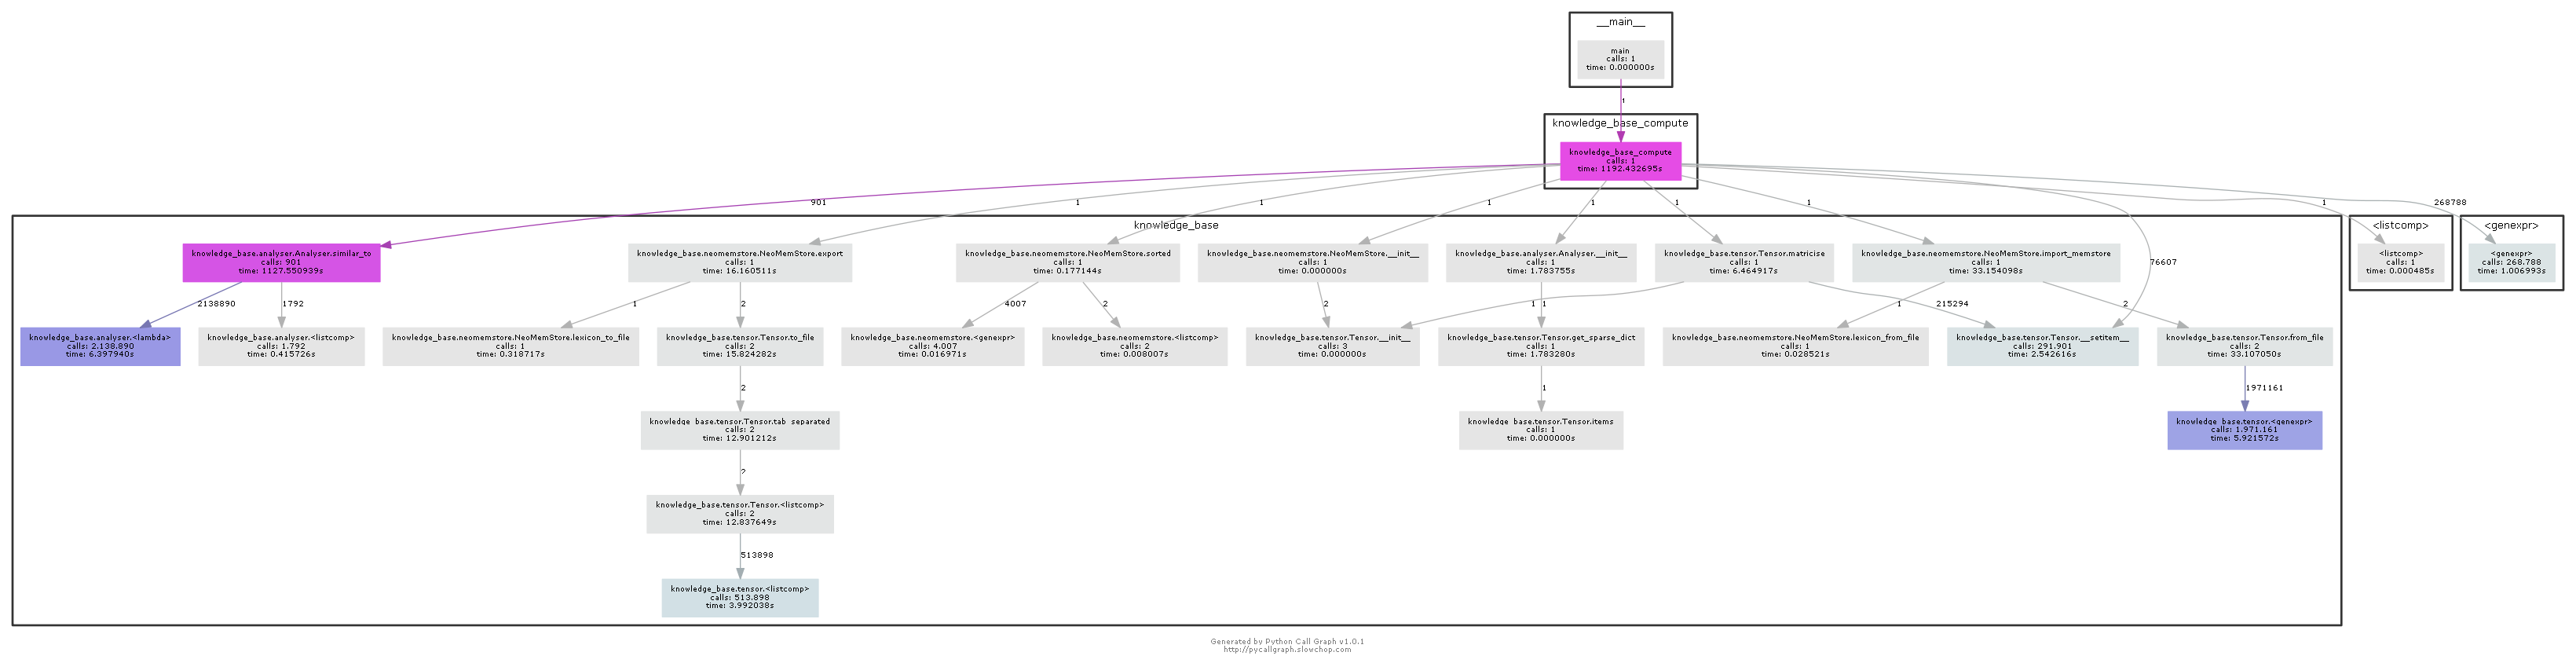 __main__
main
calls: 1
time: 0.000000s
1
knowledge_base_compute
knowledge_base_compute
calls: 1
time: 1192.432695s
901
1
1
1
1
1
1
76607
1
268788
knowledge_base
<listcomp>
<genexpr>
knowledge_base.analyser.Analyser.similar_to
calls: 901
time: 1127.550939s
knowledge_base.neomemstore.NeoMemStore.export
calls: 1
time: 16.160511s
knowledge_base.neomemstore.NeoMemStore.sorted
calls: 1
time: 0.177144s
knowledge_base.neomemstore.NeoMemStore.__init__
calls: 1
time: 0.000000s
knowledge_base.analyser.Analyser.__init__
calls: 1
time: 1.783755s
knowledge_base.tensor.Tensor.matricise
calls: 1
time: 6.464917s
knowledge_base.neomemstore.NeoMemStore.import_memstore
calls: 1
time: 33.154098s
<listcomp>
calls: 1
time: 0.000485s
<genexpr>
calls: 268.788
time: 1.006993s
2138890
1792
1
2
4007
2
2
1
1
215294
1
2
knowledge_base.analyser.<lambda>
calls: 2.138.890
time: 6.397940s
knowledge_base.analyser.<listcomp>
calls: 1.792
time: 0.415726s
knowledge_base.neomemstore.NeoMemStore.lexicon_to_file
calls: 1
time: 0.318717s
knowledge_base.tensor.Tensor.to_file
calls: 2
time: 15.824282s
knowledge_base.neomemstore.<genexpr>
calls: 4.007
time: 0.016971s
knowledge_base.neomemstore.<listcomp>
calls: 2
time: 0.008007s
knowledge_base.tensor.Tensor.__init__
calls: 3
time: 0.000000s
knowledge_base.tensor.Tensor.get_sparse_dict
calls: 1
time: 1.783280s
knowledge_base.neomemstore.NeoMemStore.lexicon_from_file
calls: 1
time: 0.028521s
knowledge_base.tensor.Tensor.__setitem__
calls: 291.901
time: 2.542616s
knowledge_base.tensor.Tensor.from_file
calls: 2
time: 33.107050s
2
1
1971161
knowledge_base.tensor.Tensor.tab_separated
calls: 2
time: 12.901212s
knowledge_base.tensor.Tensor.items
calls: 1
time: 0.000000s
knowledge_base.tensor.<genexpr>
calls: 1.971.161
time: 5.921572s
?
knowledge_base.tensor.Tensor.<listcomp>
calls: 2
time: 12.837649s
513898
knowledge_base.tensor.<listcomp>
calls: 513.898
time: 3.992038s
Generated by Python Call Graph v1.0.1
http://pycallgraph.slowchop.com